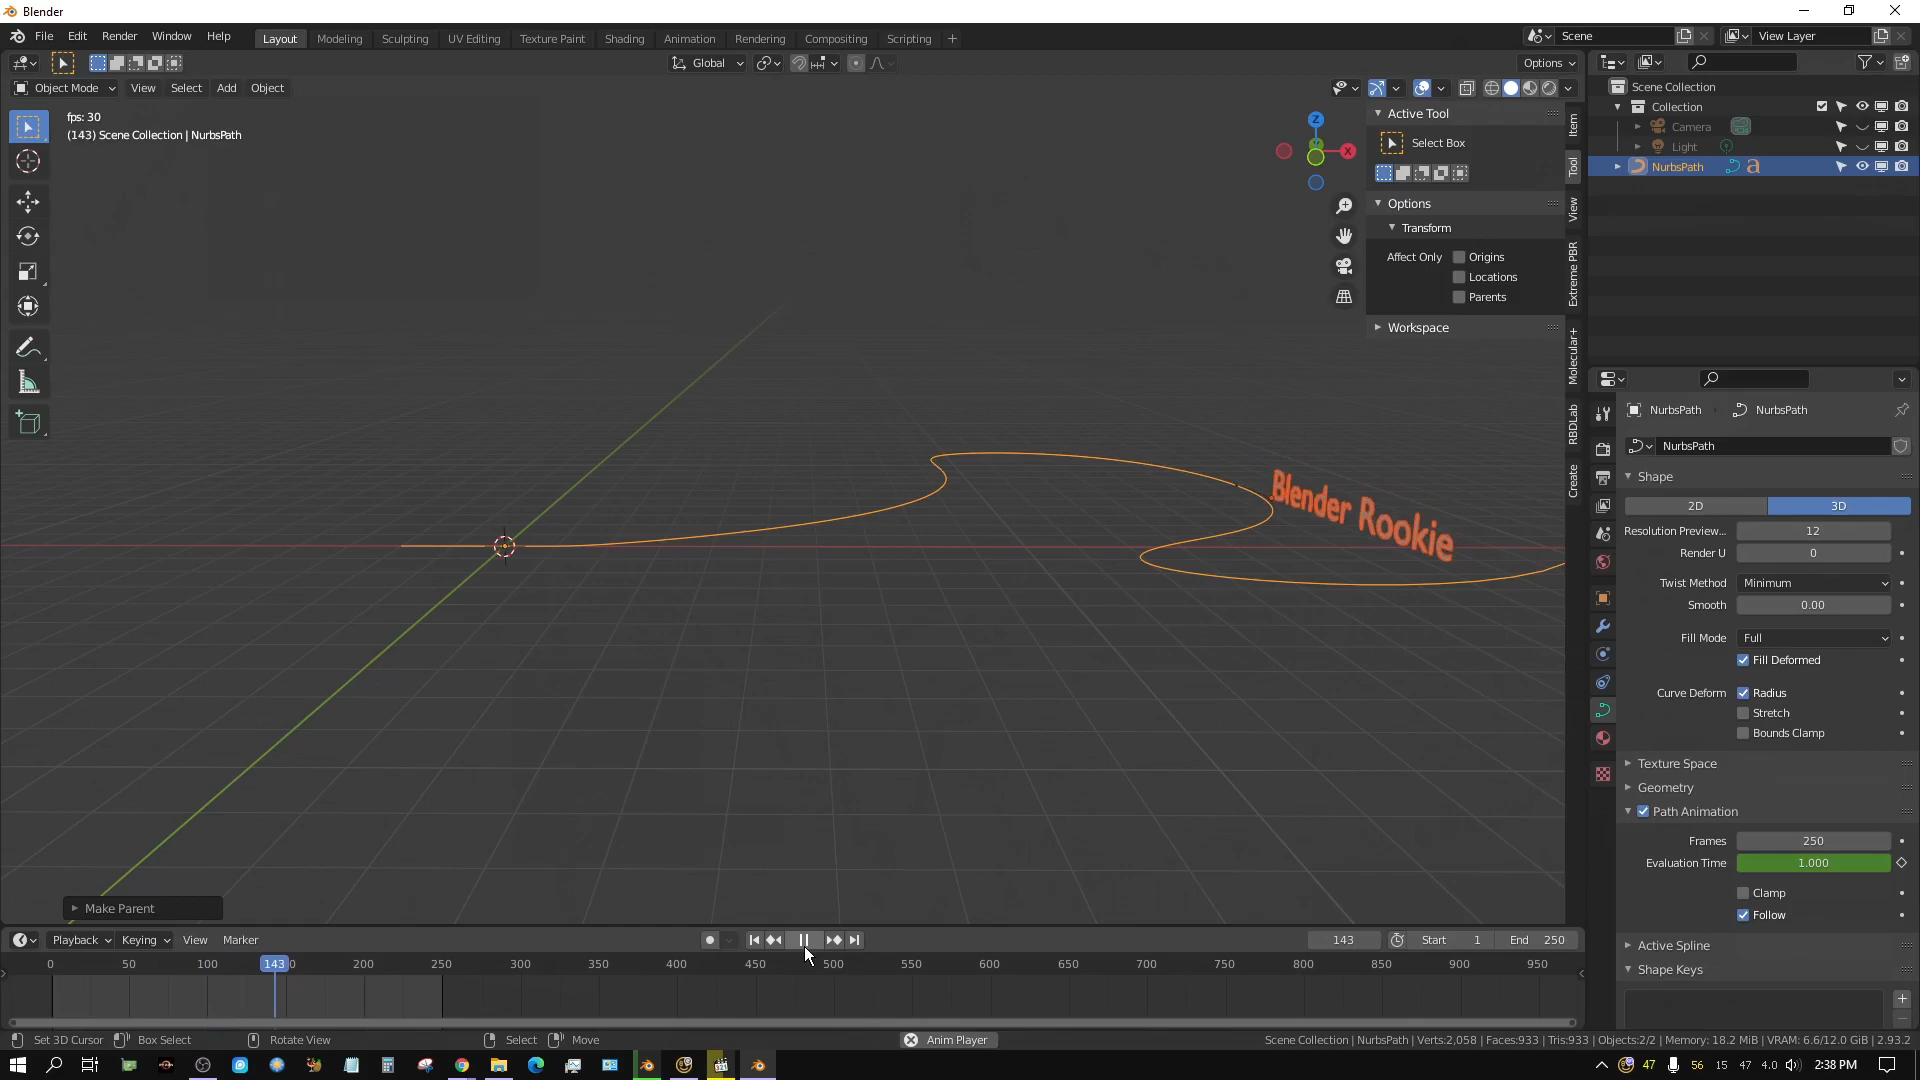 Blender
File Edit Render Window Help
Layout Modeling Sculpting UV Editing Texture Paint Shading Animation Rendering Compositing Scripting +
Scene
View Layer
Global
Options
Object Mode View Select Add Object
fps: 30
(143) Scene Collection | NurbsPath
Z
X
Active Tool
Select Box
Options
Transform
Affect Only Origins
Locations
Parents
Workspace
Item
Tool
View
Extreme PBR
Molecular+
RBDLab
Create
Blender Rookie
Make Parent
Scene Collection
Collection
Camera
Light
NurbsPath
NurbsPath NurbsPath
NurbsPath
Shape
2D 3D
Resolution Preview... 12
Render U 0
Twist Method Minimum
Smooth 0.00
Fill Mode Full
Fill Deformed
Curve Deform Radius
Stretch
Bounds Clamp
Texture Space
Geometry
Path Animation
Frames 250
Evaluation Time 1.000
Clamp
Follow
Active Spline
Shape Keys
Playback Keying View Marker
143 Start 1 End 250
0 50 100 143 0 200 250 300 350 400 450 500 550 600 650 700 750 800 850 900 950
Set 3D Cursor Box Select Rotate View Select Move Anim Player
Scene Collection | NurbsPath | Verts:2,058 | Faces:933 | Tris:933 | Objects:2/2 | Memory: 18.2 MiB | VRAM: 6.6/12.0 GiB | 2.93.2
47 56 15 47 4.0 2:38 PM